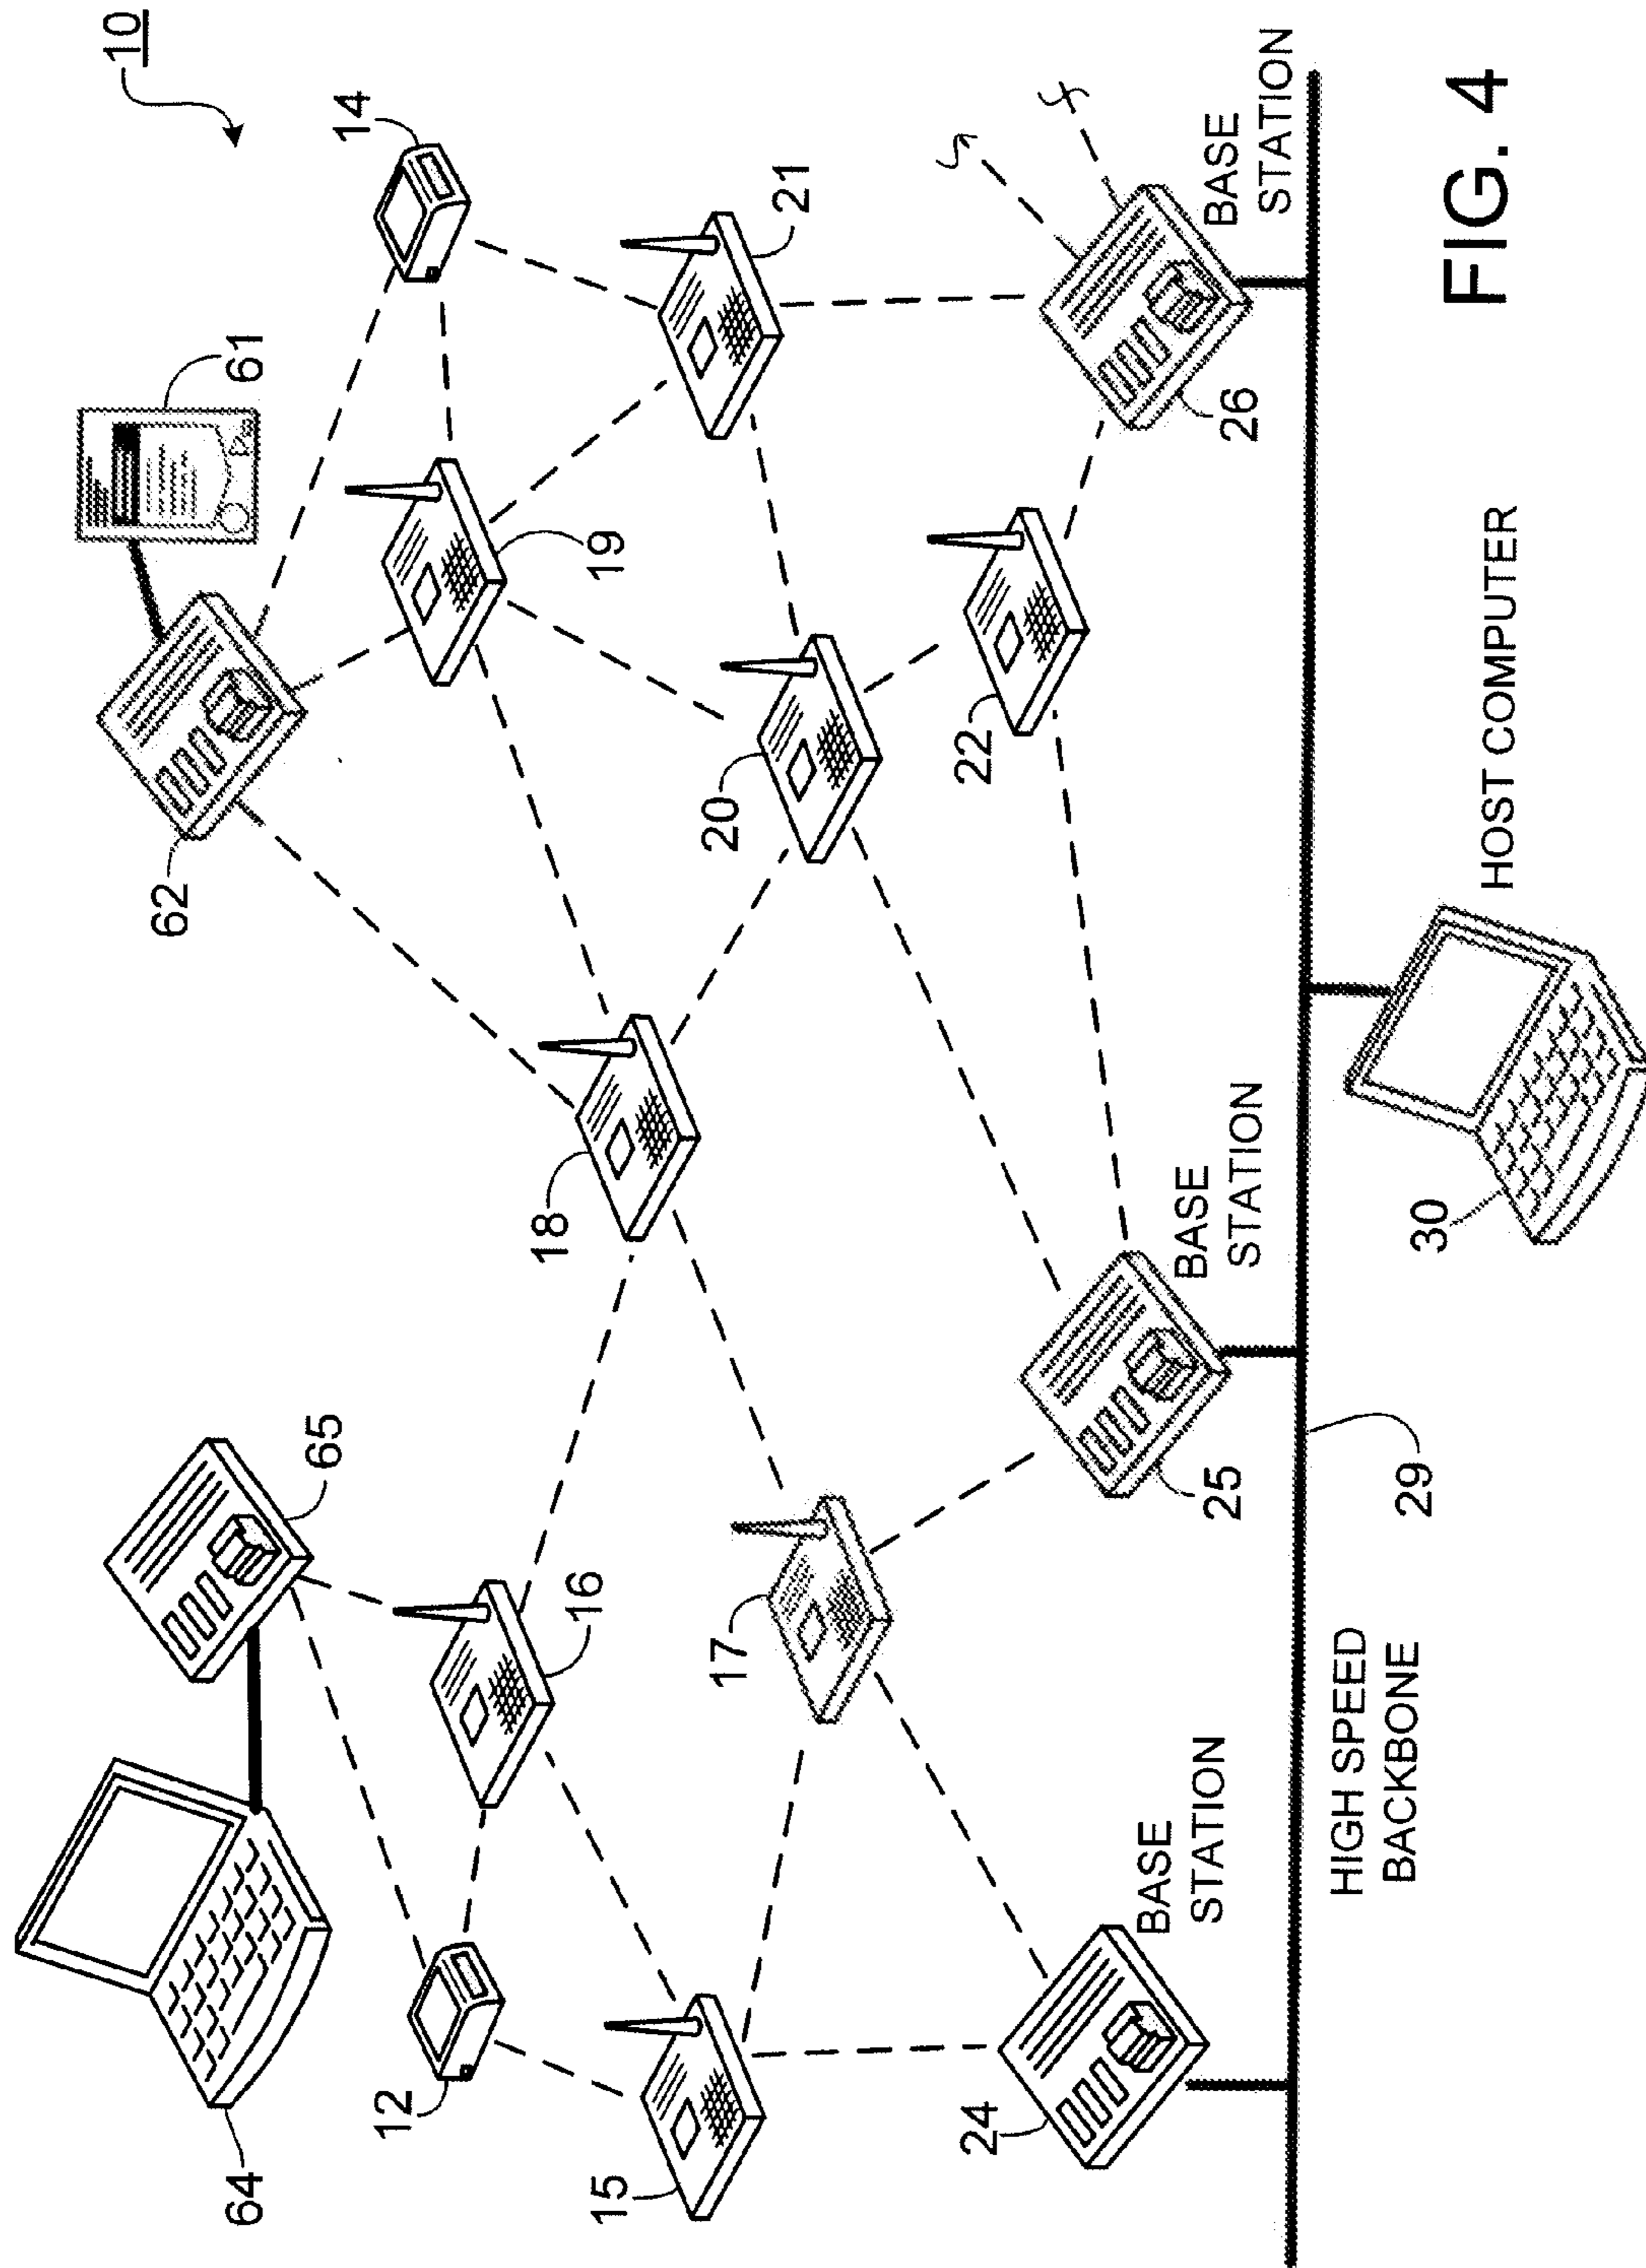 10
61
14
64
65
62
12
16
19
21
18
15
17
20
22
24
25
26
BASE
STATION
BASE
STATION
BASE
STATION
HIGH SPEED
BACKBONE
29
30
HOST COMPUTER
FIG. 4